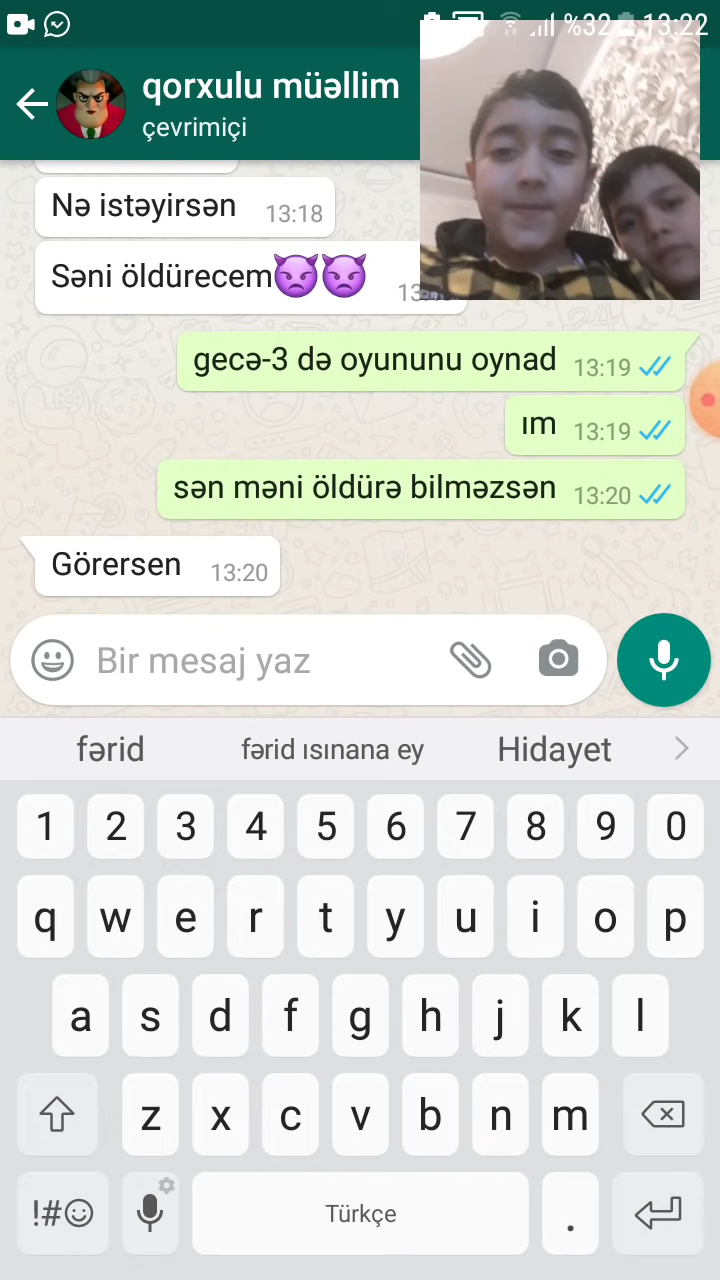 %32 13:22
qorxulu müəllim
çevrimiçi
Nə istəyirsən 13:18
Səni öldürecem😈😈
gecə-3 də oyununu oynad 13:19
ım 13:19
sən məni öldürə bilməzsən 13:20
Görersen 13:20
Bir mesaj yaz
fərid fərid ısınana ey Hidayet
1 2 3 4 5 6 7 8 9 0
q w e r t y u i o p
a s d f g h j k l
z x c v b n m
!#☺ Türkçe .